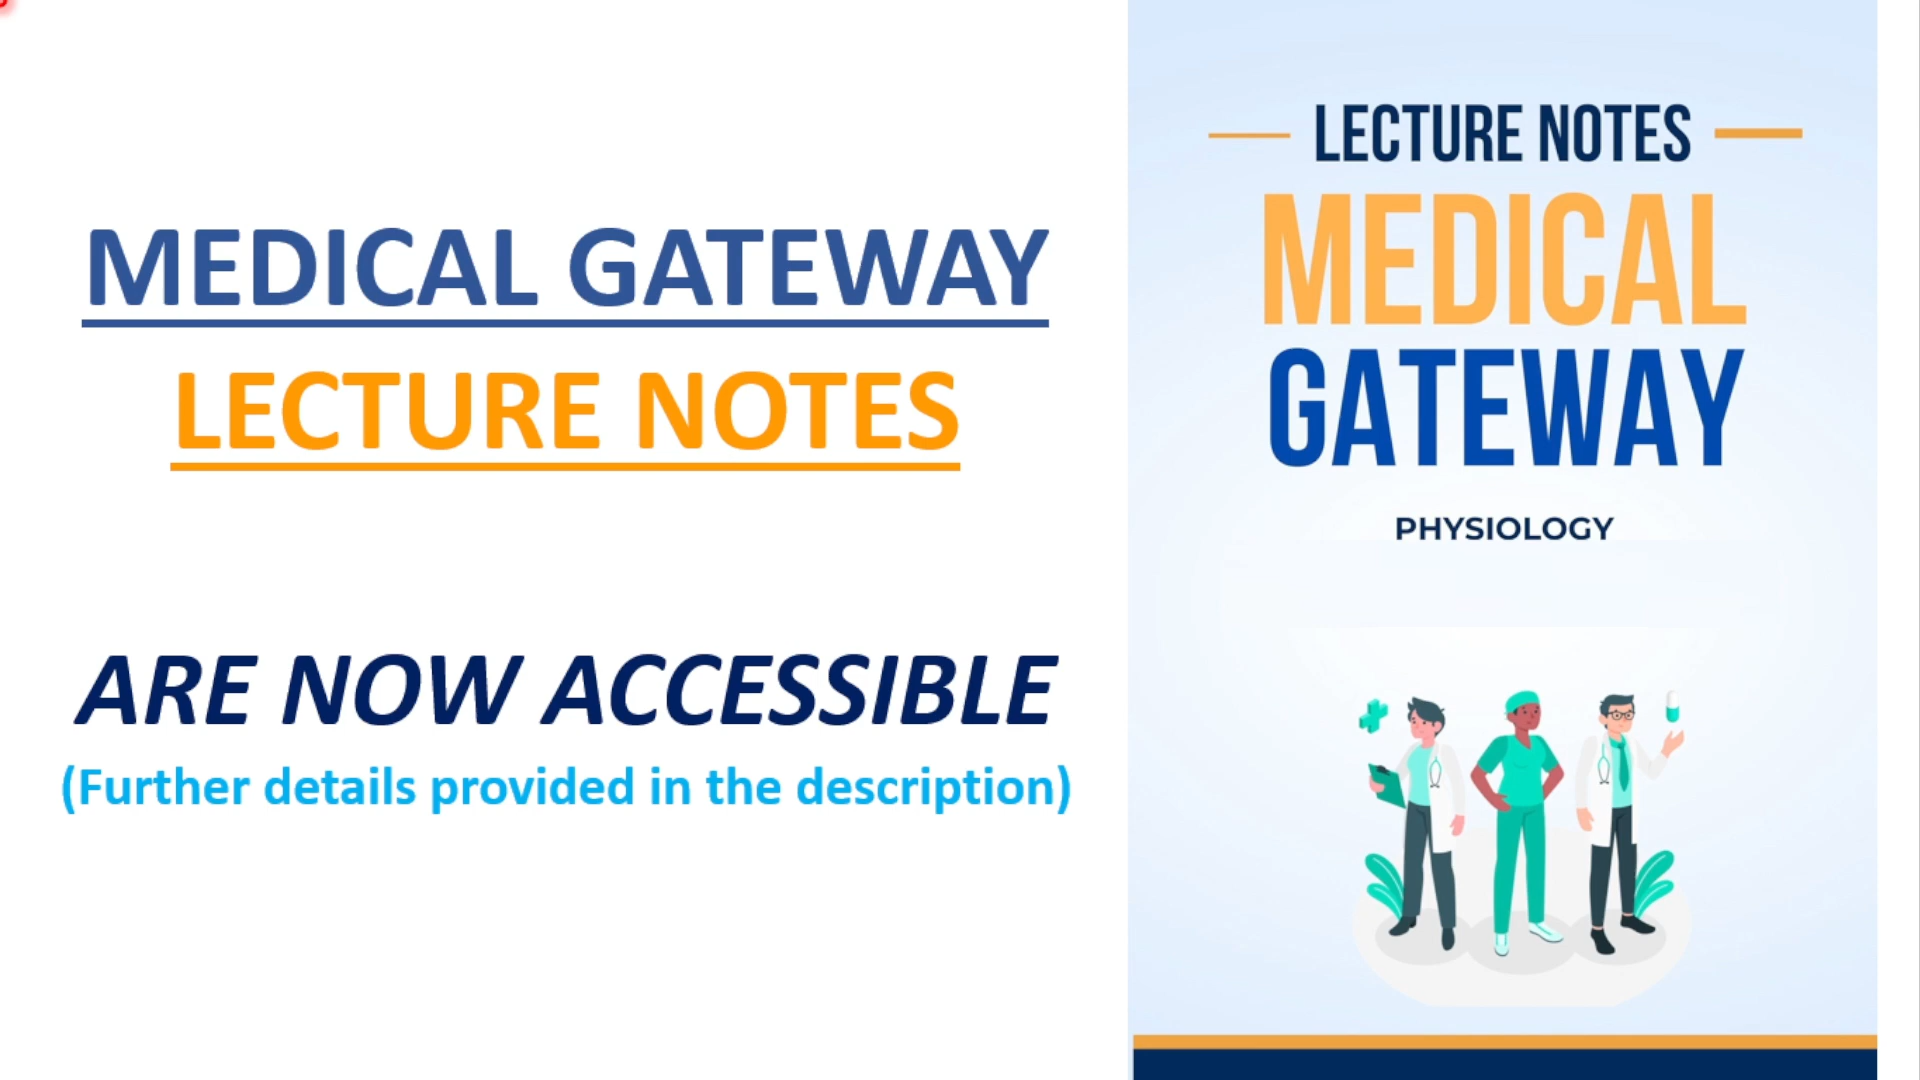 MEDICAL GATEWAY
LECTURE NOTES
ARE NOW ACCESSIBLE
(Further details provided in the description)
LECTURE NOTES
MEDICAL
GATEWAY
PHYSIOLOGY